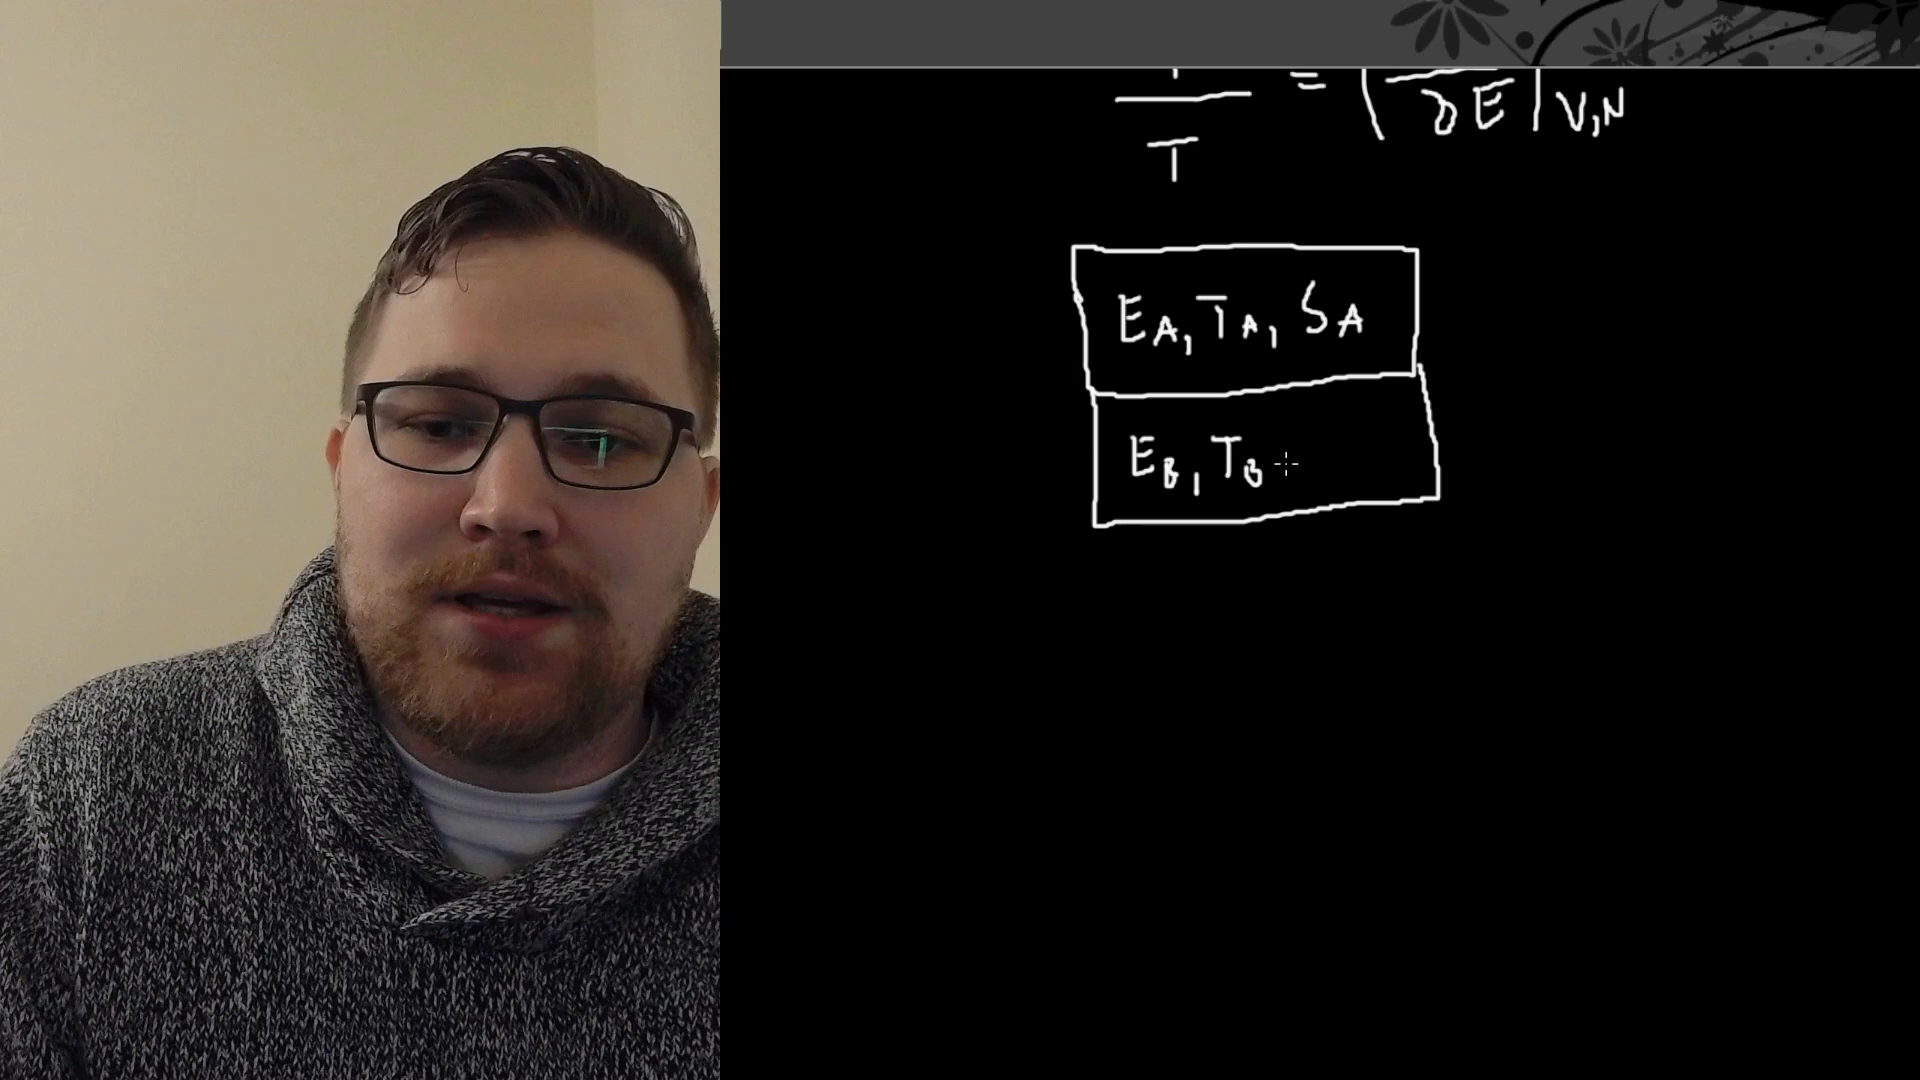 T = ∂E V,N
E_A, T_A, S_A
E_B, T_B